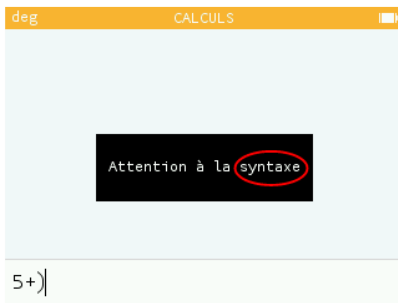 deg CALCULS
Attention à la syntaxe
5+)